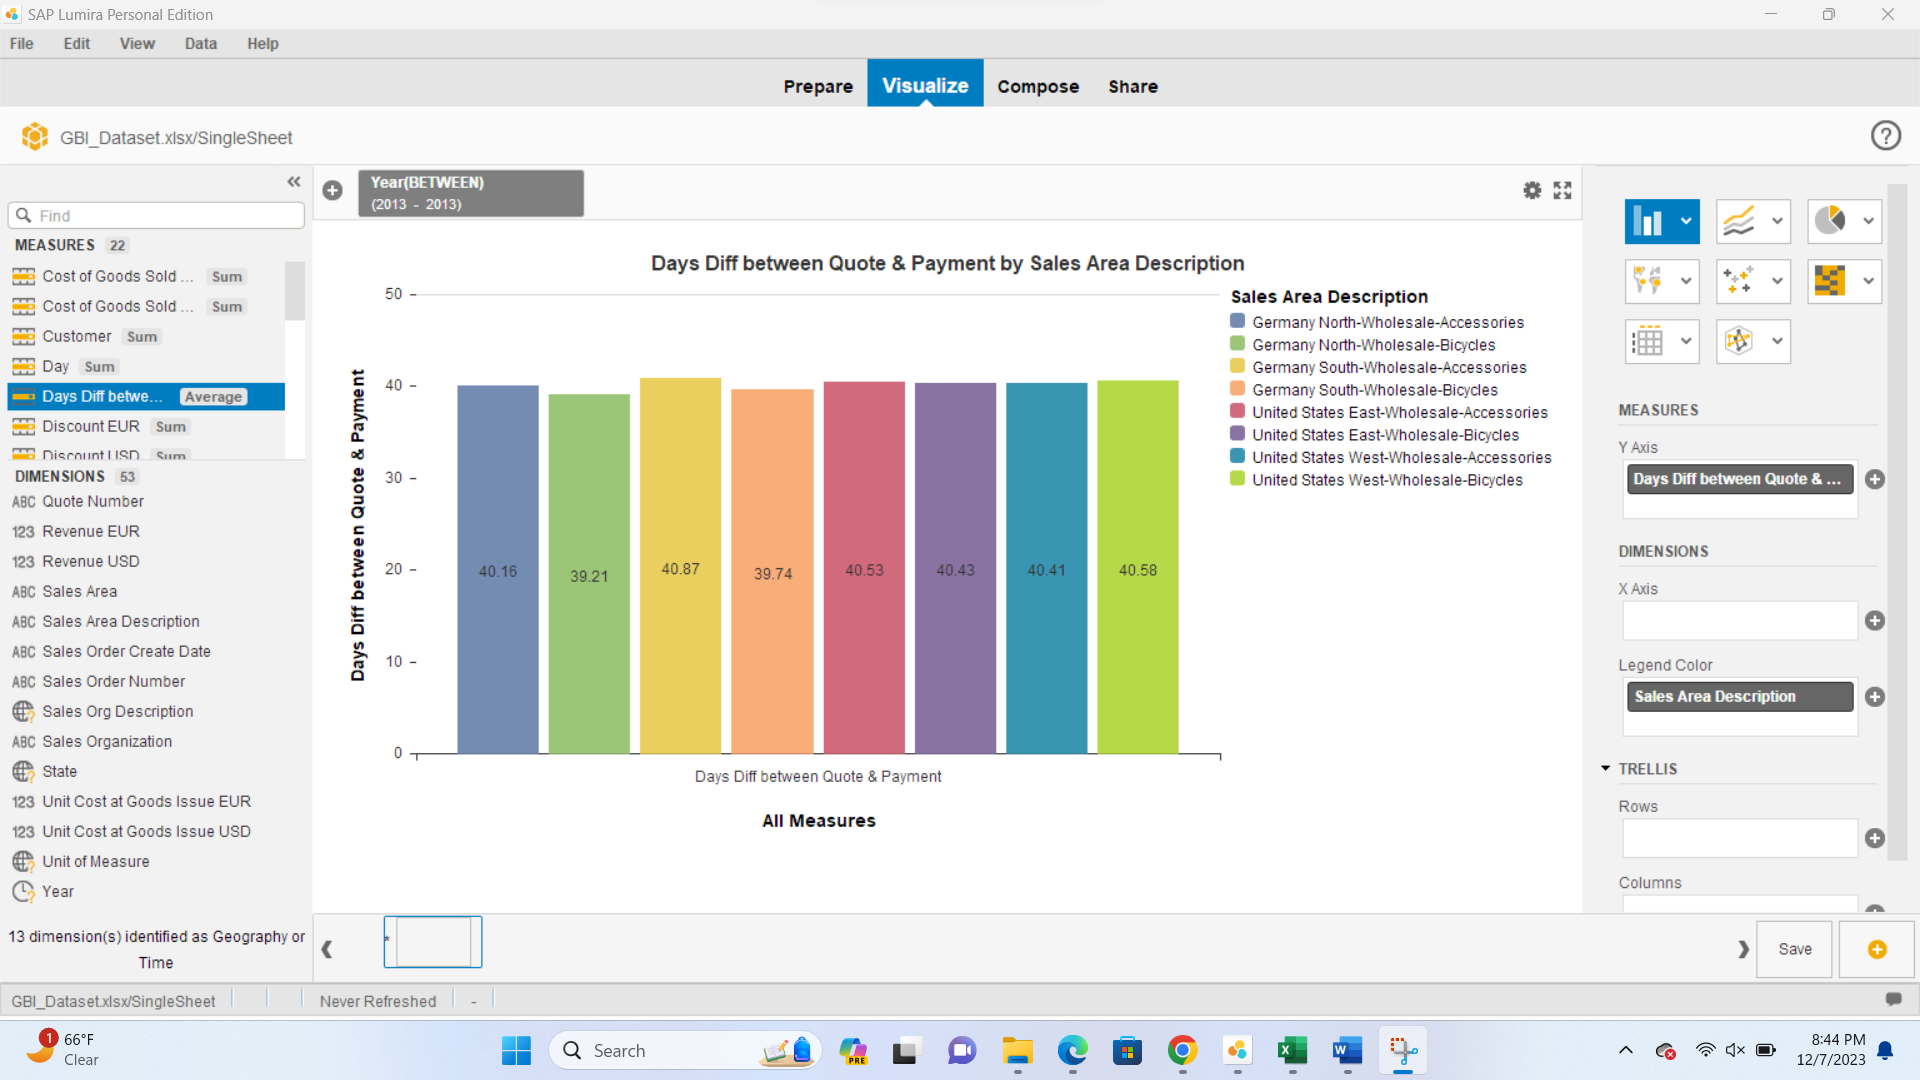 SAP Lumira Personal Edition
File Edit View Data Help
Prepare Visualize Compose Share
GBI_Dataset.xlsx/SingleSheet
?
Find
MEASURES 22
Cost of Goods Sold ... Sum
Cost of Goods Sold ... Sum
Customer Sum
Day Sum
Days Diff betwe... Average
Discount EUR Sum
Discount USD Sum
DIMENSIONS 53
ABC Quote Number
123 Revenue EUR
123 Revenue USD
ABC Sales Area
ABC Sales Area Description
ABC Sales Order Create Date
ABC Sales Order Number
Sales Org Description
ABC Sales Organization
State
123 Unit Cost at Goods Issue EUR
123 Unit Cost at Goods Issue USD
Unit of Measure
Year
13 dimension(s) identified as Geography or
Time
Year(BETWEEN)
(2013 - 2013)
Days Diff between Quote & Payment by Sales Area Description
Days Diff between Quote & Payment
50
40
30
20
10
0
40.16 39.21 40.87 39.74 40.53 40.43 40.41 40.58
Days Diff between Quote & Payment
All Measures
Sales Area Description
Germany North-Wholesale-Accessories
Germany North-Wholesale-Bicycles
Germany South-Wholesale-Accessories
Germany South-Wholesale-Bicycles
United States East-Wholesale-Accessories
United States East-Wholesale-Bicycles
United States West-Wholesale-Accessories
United States West-Wholesale-Bicycles
MEASURES
Y Axis
Days Diff between Quote & ...
DIMENSIONS
X Axis
Legend Color
Sales Area Description
TRELLIS
Rows
Columns
*
Save
GBI_Dataset.xlsx/SingleSheet Never Refreshed -
1
66°F
Clear
Search
PRE
8:44 PM
12/7/2023